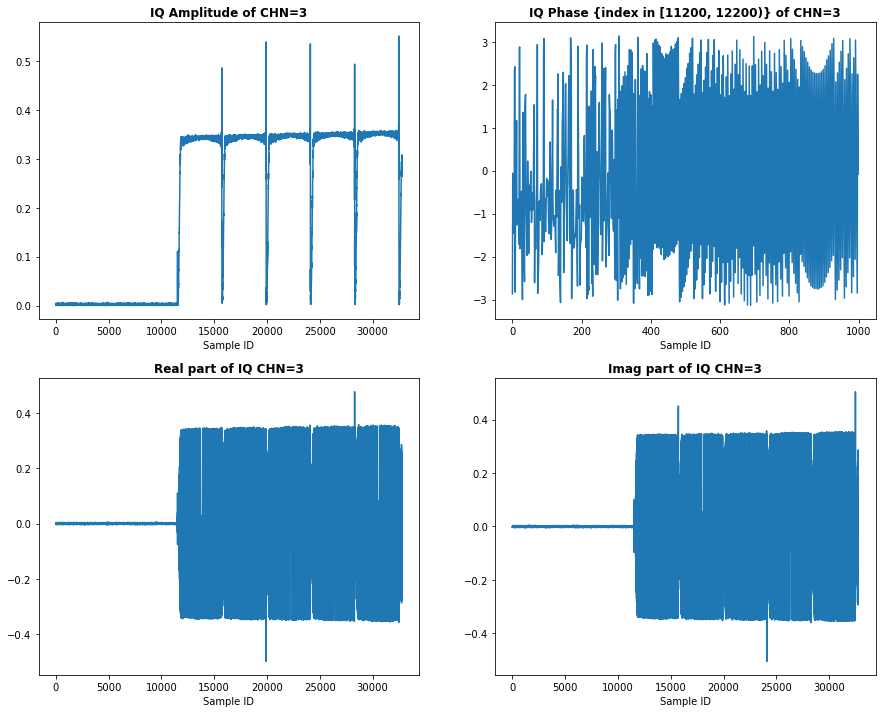 IQ Amplitude of CHN=3
0.5
0.4
0.3
0.2
0.1
0.0
0 5000 10000 15000 20000 25000 30000
Sample ID
IQ Phase {index in [11200, 12200)} of CHN=3
3
2
1
0
−1
−2
−3
0 200 400 600 800 1000
Sample ID
Real part of IQ CHN=3
0.4
0.2
0.0
−0.2
−0.4
0 5000 10000 15000 20000 25000 30000
Sample ID
Imag part of IQ CHN=3
0.4
0.2
0.0
−0.2
−0.4
0 5000 10000 15000 20000 25000 30000
Sample ID